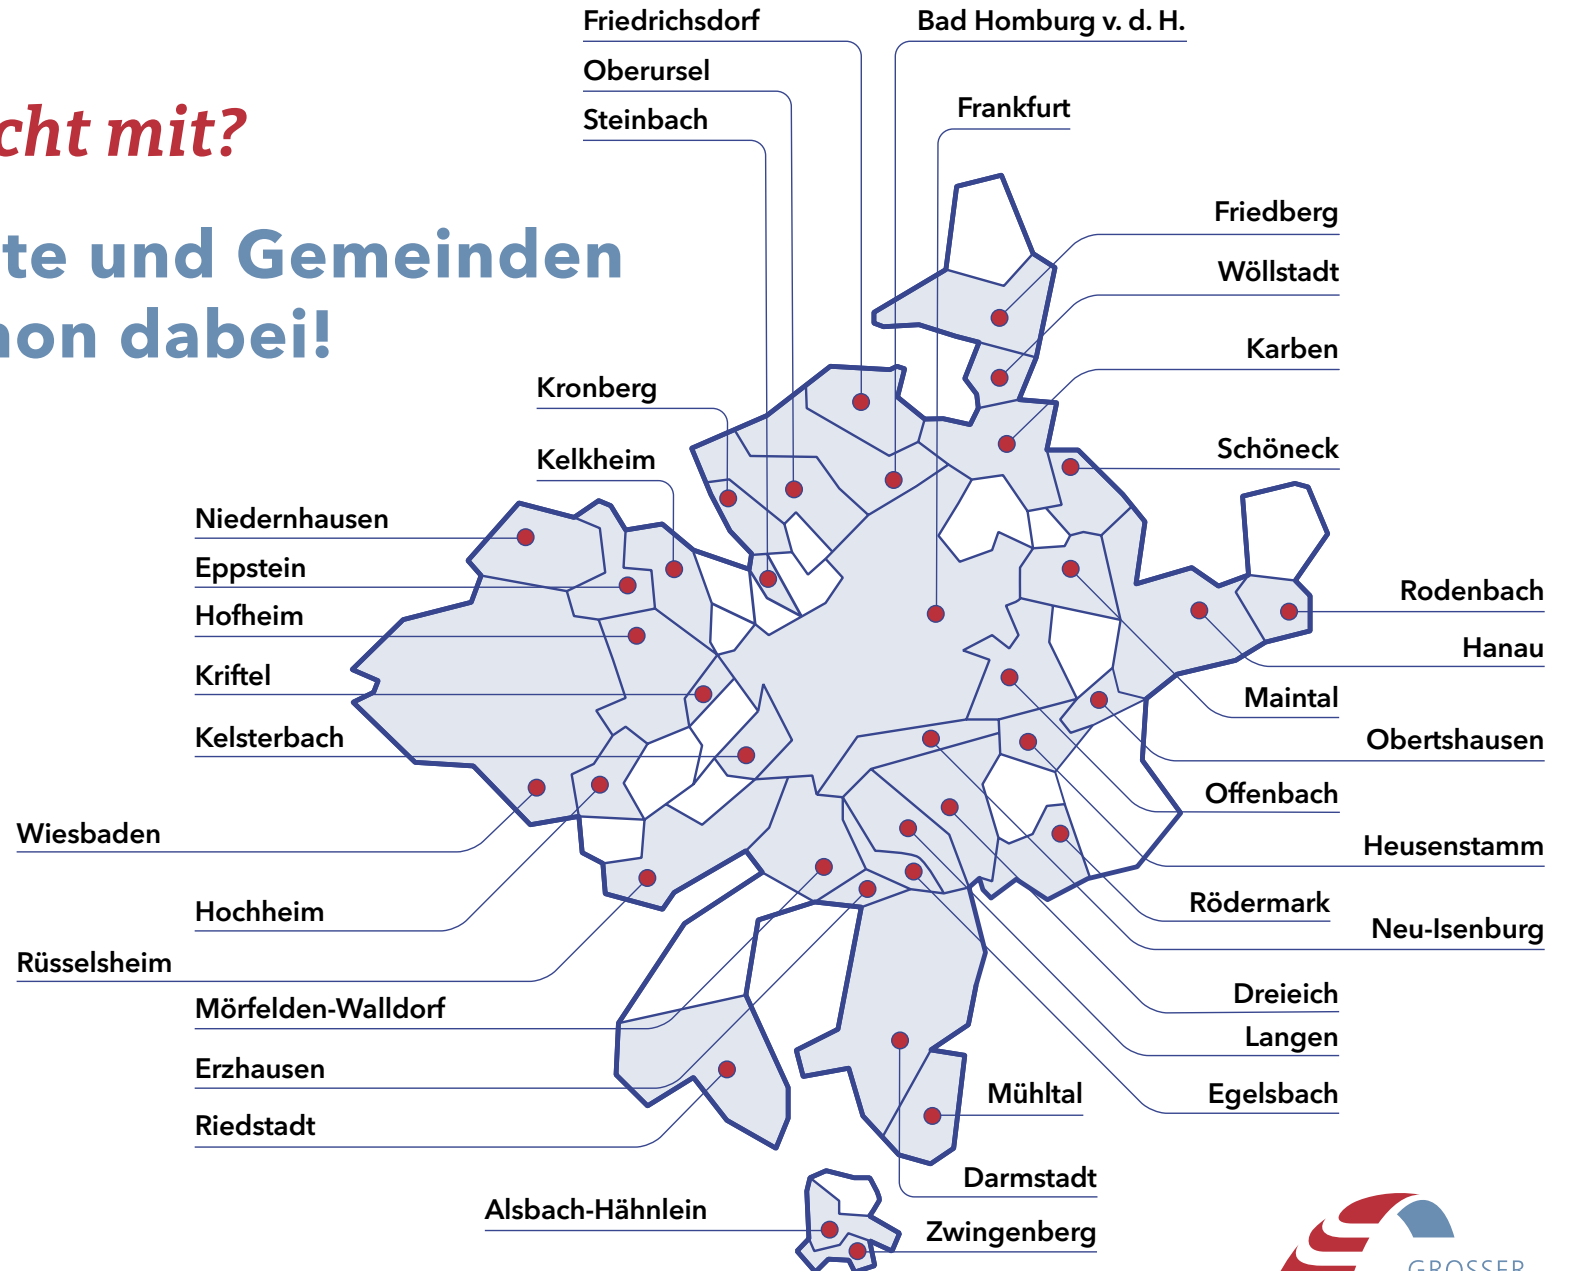 Friedrichsdorf
Bad Homburg v. d. H.
Oberursel
Frankfurt
Steinbach
cht mit?
Friedberg
te und Gemeinden
Wöllstadt
on dabei!
Karben
Kronberg
Schöneck
Kelkheim
Niedernhausen
Eppstein
Rodenbach
Hofheim
Hanau
Kriftel
Maintal
Kelsterbach
Obertshausen
Offenbach
Wiesbaden
Heusenstamm
Hochheim
Rödermark
Neu-Isenburg
Rüsselsheim
Dreieich
Mörfelden-Walldorf
Langen
Erzhausen
Mühltal
Egelsbach
Riedstadt
Darmstadt
Alsbach-Hähnlein
Zwingenberg
GROSSER